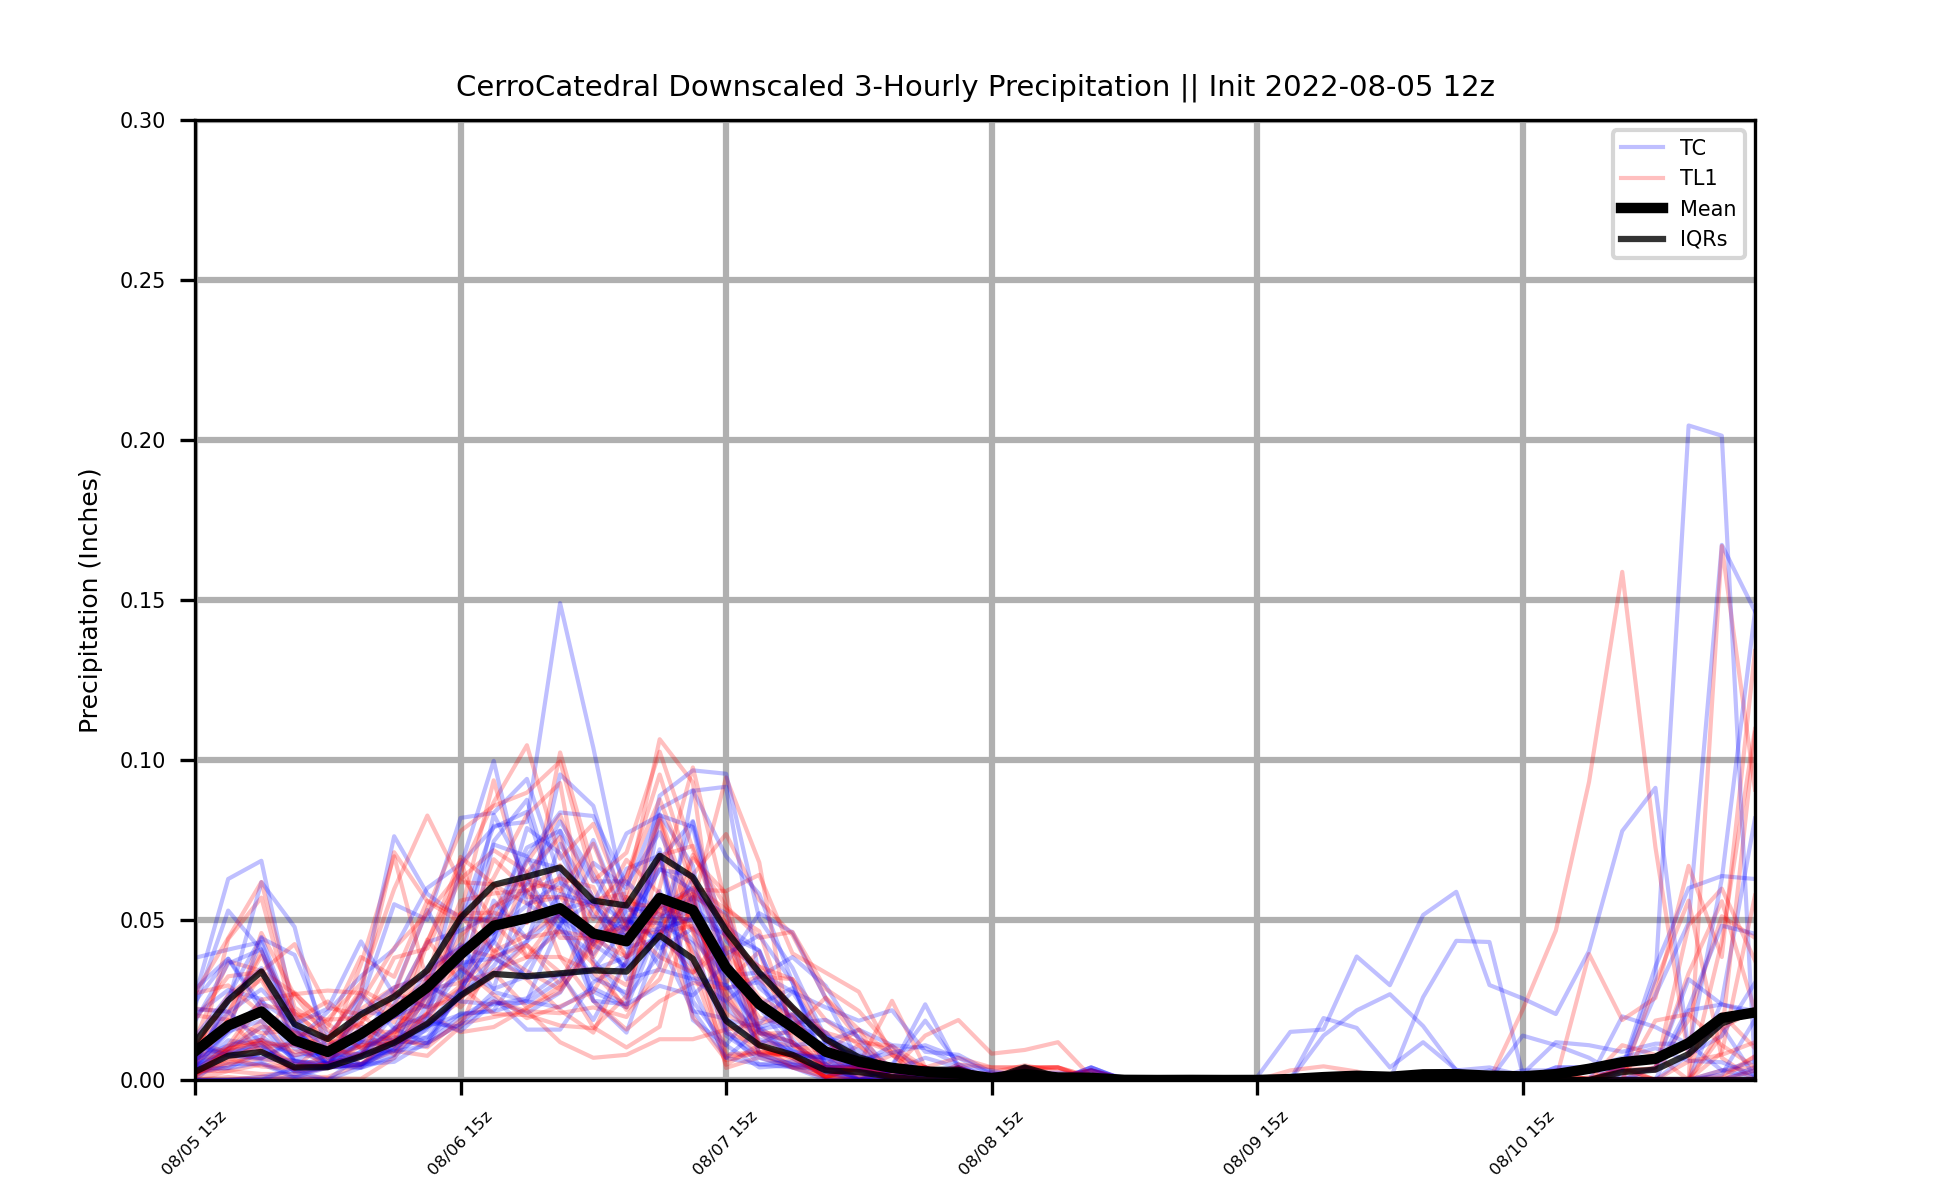 CerroCatedral Downscaled 3-Hourly Precipitation || Init 2022-08-05 12z
TC
TL1
Mean
IQRs
Precipitation (Inches)
0.30
0.25
0.20
0.15
0.10
0.05
0.00
08/05 15z
08/06 15z
08/07 15z
08/08 15z
08/09 15z
08/10 15z